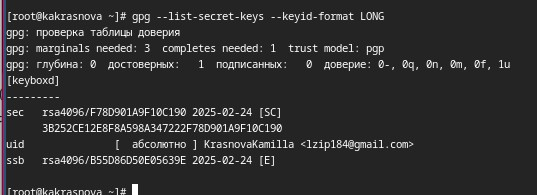 [root@kakrasnova ~]# gpg --list-secret-keys --keyid-format LONG
gpg: проверка таблицы доверия
gpg: marginals needed: 3  completes needed: 1  trust model: pgp
gpg: глубина: 0  достоверных:   1  подписанных:   0  доверие: 0-, 0q, 0n, 0m, 0f, 1u
[keyboxd]
---------
sec   rsa4096/F78D901A9F10C190 2025-02-24 [SC]
      3B252CE12E8F8A598A347222F78D901A9F10C190
uid              [  абсолютно ] KrasnovaKamilla <lzip184@gmail.com>
ssb   rsa4096/B55D86D50E05639E 2025-02-24 [E]
[root@kakrasnova ~]#